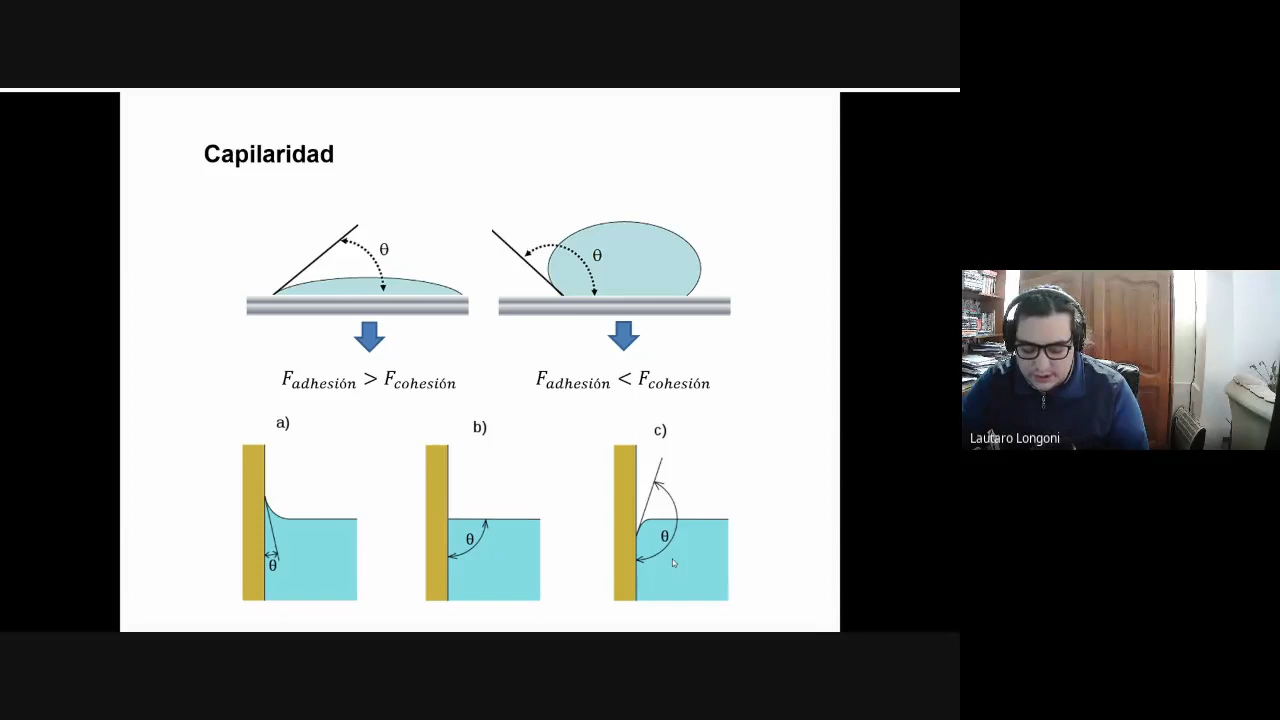 Capilaridad
θ
θ
F_adhesión > F_cohesión
F_adhesión < F_cohesión
a)
b)
c)
θ
θ
θ
Lautaro Longoni